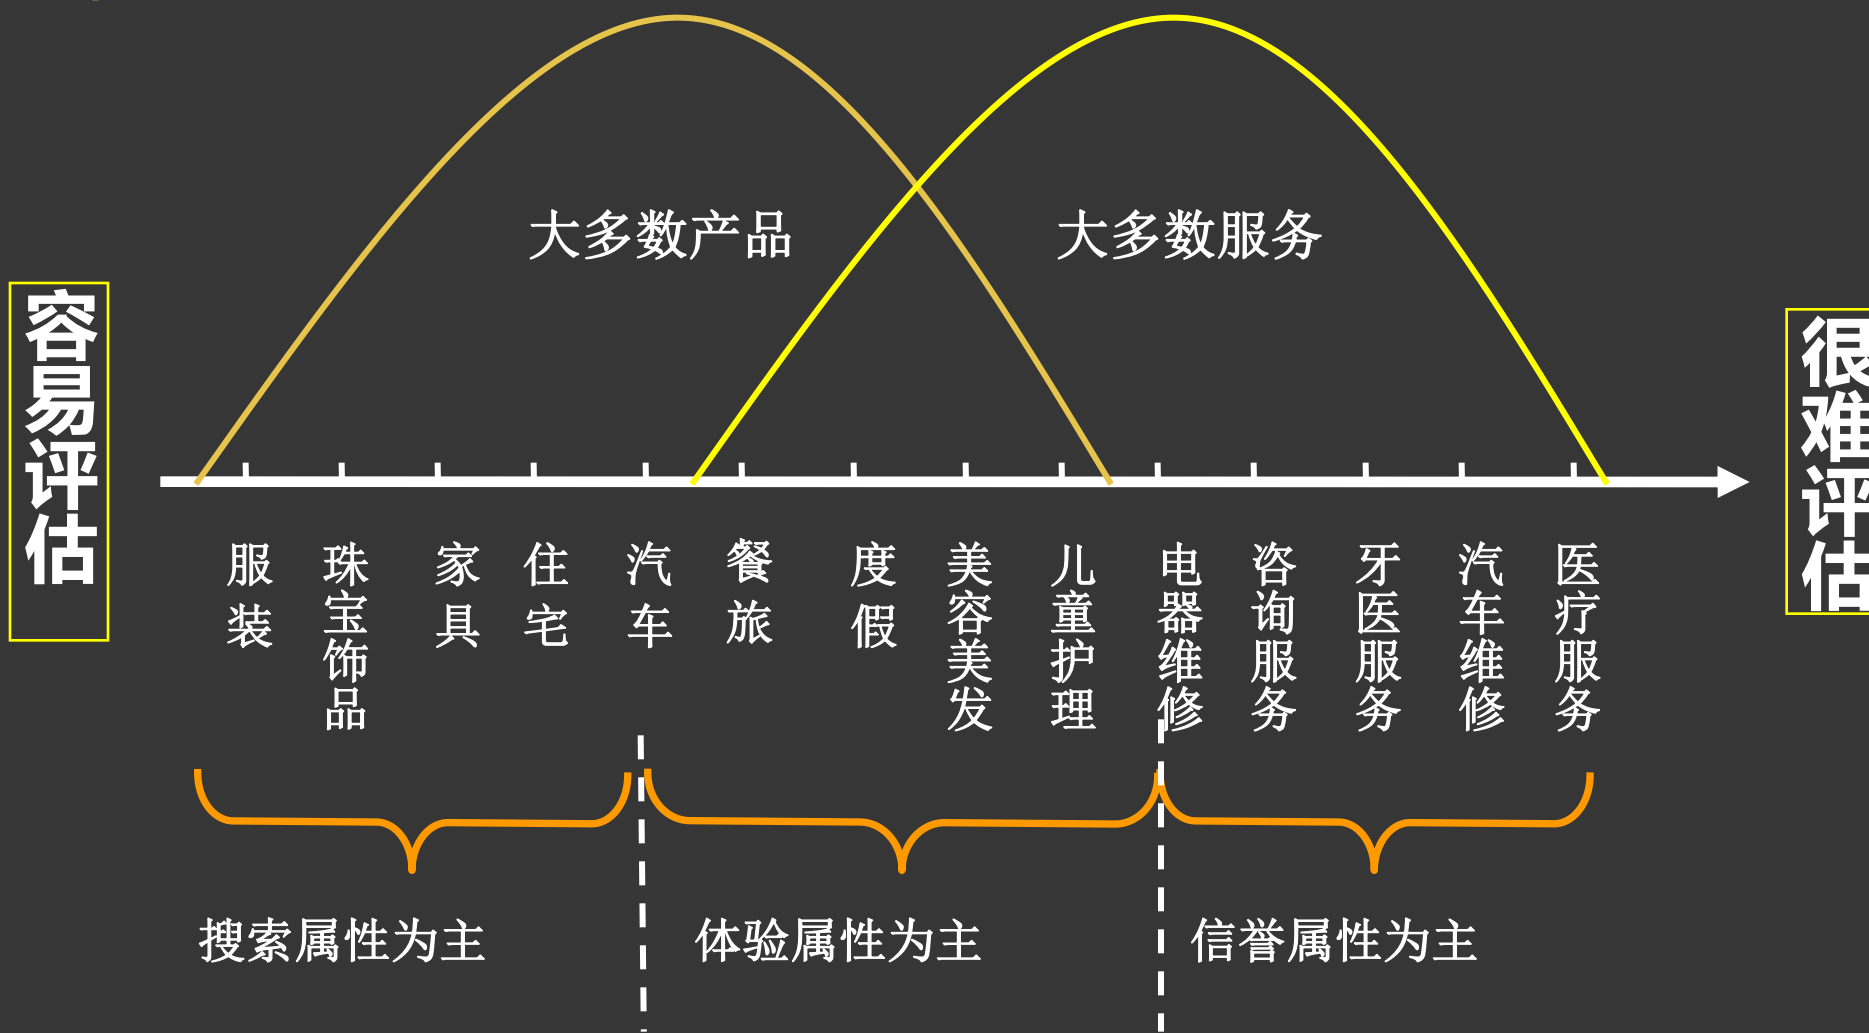 大多数产品
大多数服务
容易评估
很难评估
服装
珠宝饰品
家具
住宅
汽车
餐旅
度假
美容美发
儿童护理
电器维修
咨询服务
牙医服务
汽车维修
医疗服务
搜索属性为主
体验属性为主
信誉属性为主